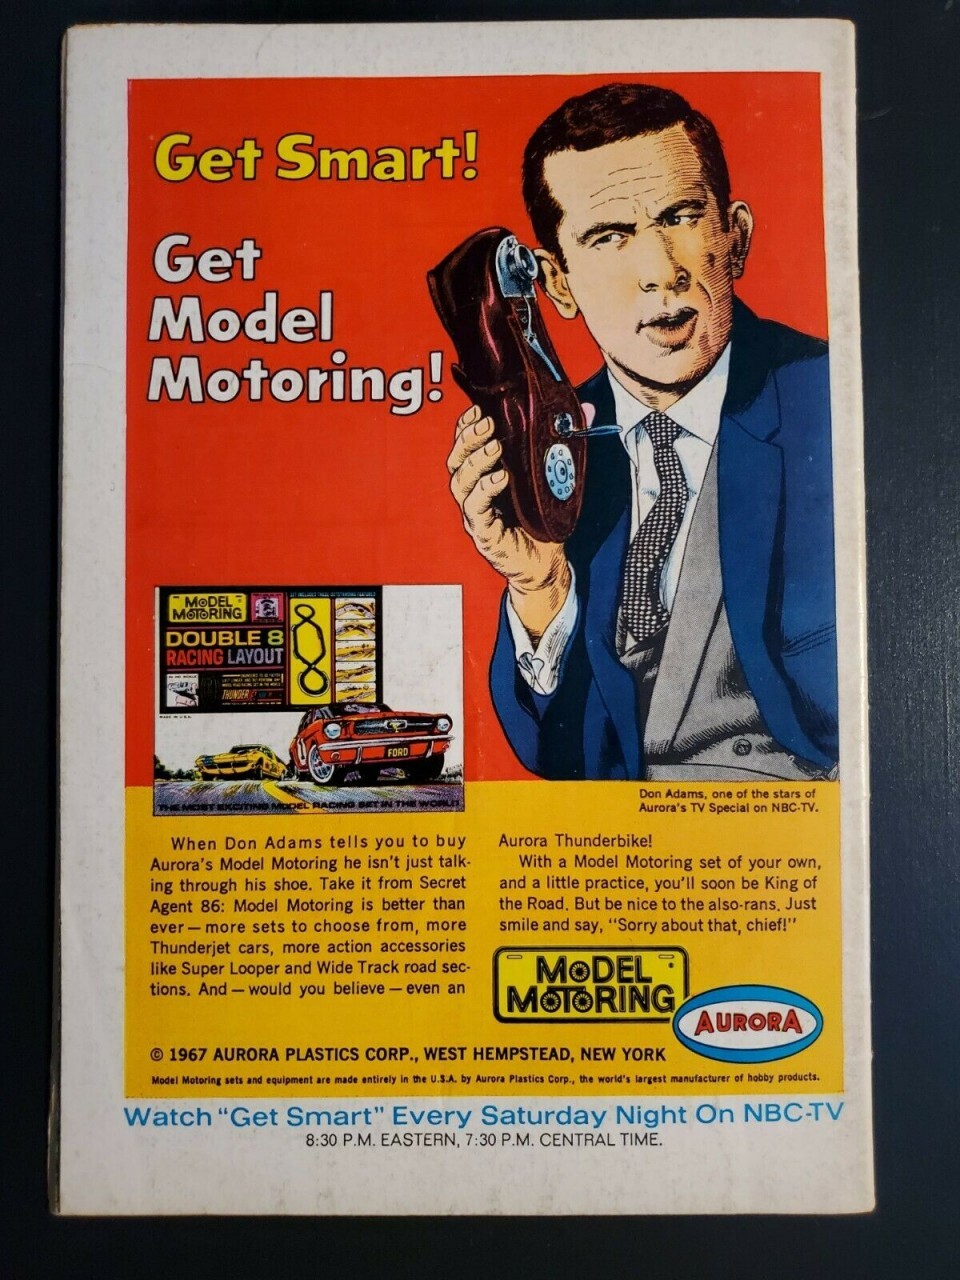 Get Smart!
Get
Model
Motoring!
MODEL
MOTORING
SET INCLUDES THESE OUTSTANDING FEATURES
DOUBLE 8
RACING LAYOUT
THUNDER
MADE IN U.S.A.
FORD
THE MOST EXCITING MODEL RACING SET IN THE WORLD
Don Adams, one of the stars of
Aurora's TV Special on NBC-TV.
When Don Adams tells you to buy
Aurora's Model Motoring he isn't just talk-
ing through his shoe. Take it from Secret
Agent 86: Model Motoring is better than
ever—more sets to choose from, more
Thunderjet cars, more action accessories
like Super Looper and Wide Track road sec-
tions. And—would you believe—even an
Aurora Thunderbike!
With a Model Motoring set of your own,
and a little practice, you'll soon be King of
the Road. But be nice to the also-rans. Just
smile and say, "Sorry about that, chief!"
MODEL
MOTORING
AURORA
© 1967 AURORA PLASTICS CORP., WEST HEMPSTEAD, NEW YORK
Model Motoring sets and equipment are made entirely in the U.S.A. by Aurora Plastics Corp., the world's largest manufacturer of hobby products.
Watch "Get Smart" Every Saturday Night On NBC-TV
8:30 P.M. EASTERN, 7:30 P.M. CENTRAL TIME.